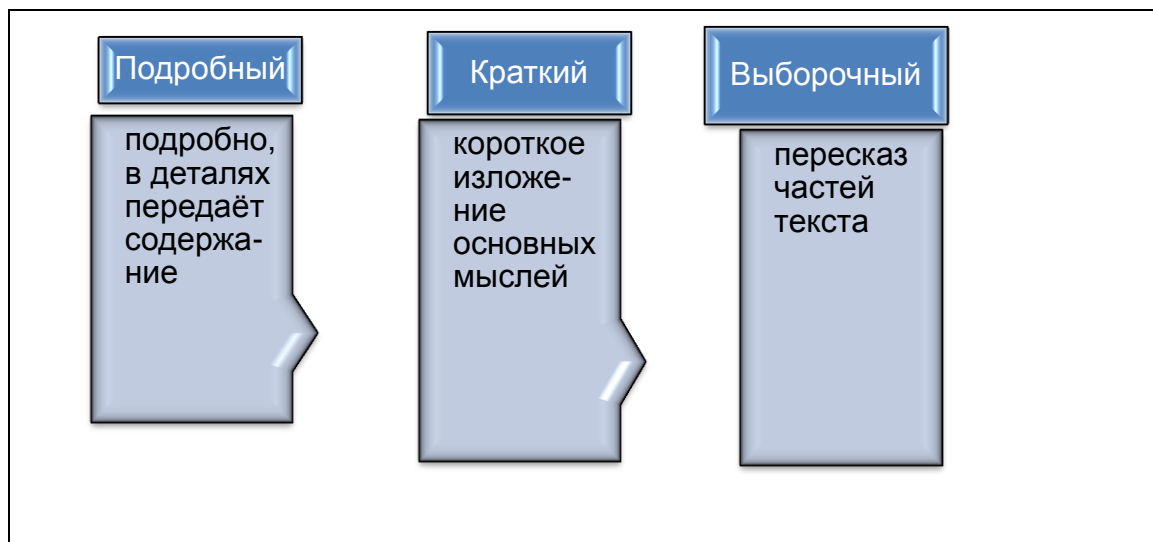 Подробный
подробно,
в деталях
передаёт
содержа-
ние
Краткий
короткое
изложе-
ние
основных
мыслей
Выборочный
пересказ
частей
текста